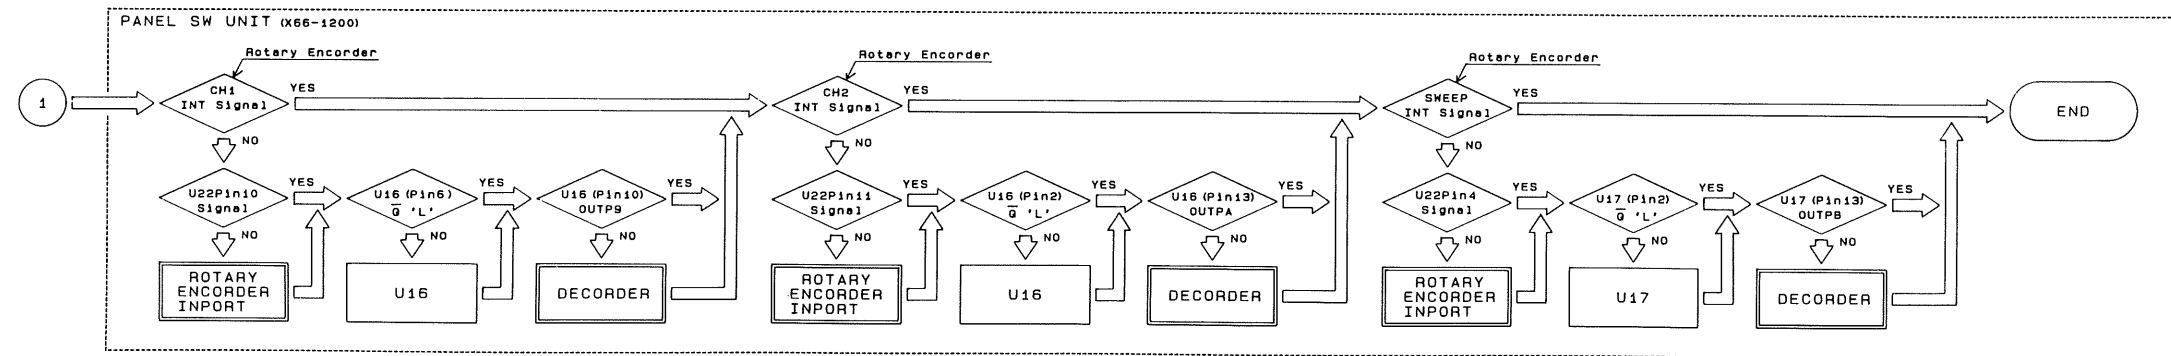 PANEL SW UNIT (X66-1200)
Rotary Encorder
1
CH1
INT Signal
YES
NO
U22Pin10
Signal
YES
NO
ROTARY
ENCORDER
INPORT
U16 (Pin6)
Q̅ 'L'
YES
NO
U16
U16 (Pin10)
OUTP9
YES
NO
DECORDER
Rotary Encorder
CH2
INT Signal
YES
NO
U22Pin11
Signal
YES
NO
ROTARY
ENCORDER
INPORT
U16 (Pin2)
Q̅ 'L'
YES
NO
U16
U16 (Pin13)
OUTPA
YES
NO
DECORDER
Rotary Encorder
SWEEP
INT Signal
YES
NO
U22Pin4
Signal
YES
NO
ROTARY
ENCORDER
INPORT
U17 (Pin2)
Q̅ 'L'
YES
NO
U17
U17 (Pin13)
OUTPB
YES
NO
DECORDER
END